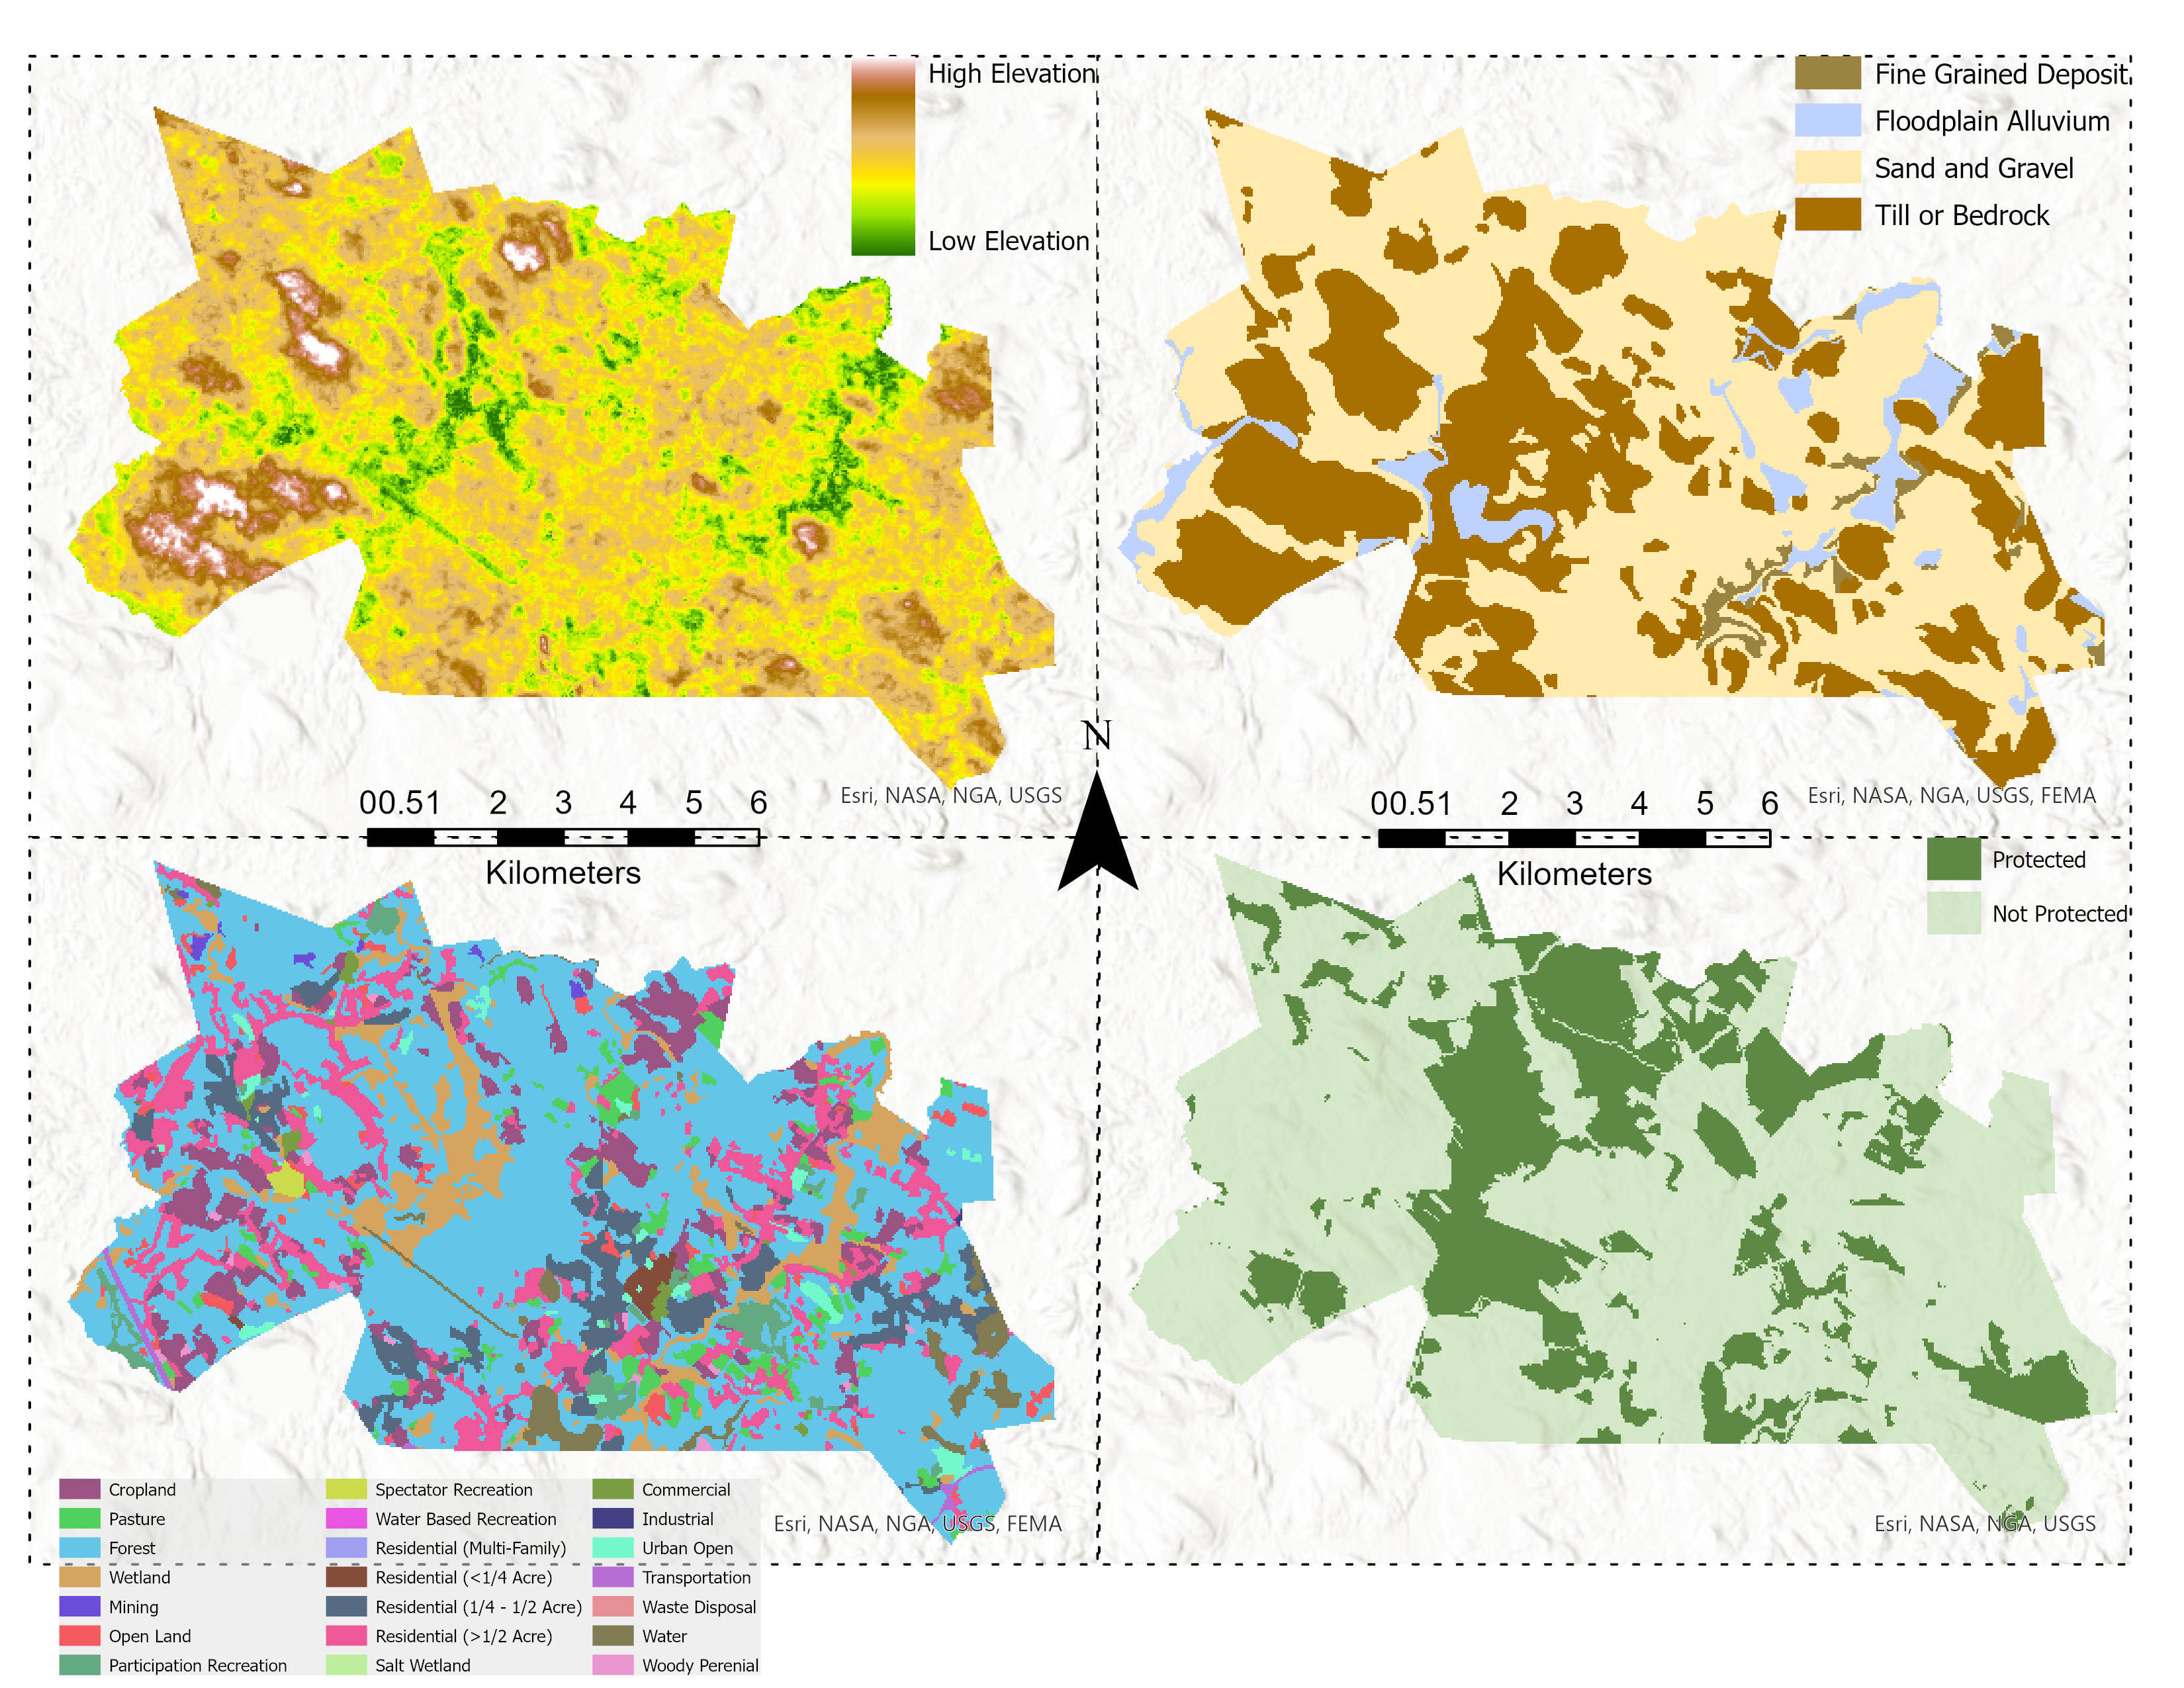 High Elevation
Low Elevation
Fine Grained Deposit
Floodplain Alluvium
Sand and Gravel
Till or Bedrock
N
Esri, NASA, NGA, USGS
Esri, NASA, NGA, USGS, FEMA
00.51 2 3 4 5 6
Kilometers
00.51 2 3 4 5 6
Kilometers
Protected
Not Protected
Cropland
Pasture
Forest
Wetland
Mining
Open Land
Participation Recreation
Spectator Recreation
Water Based Recreation
Residential (Multi-Family)
Residential (<1/4 Acre)
Residential (1/4 - 1/2 Acre)
Residential (>1/2 Acre)
Salt Wetland
Commercial
Industrial
Urban Open
Transportation
Waste Disposal
Water
Woody Perenial
Esri, NASA, NGA, USGS, FEMA
Esri, NASA, NGA, USGS